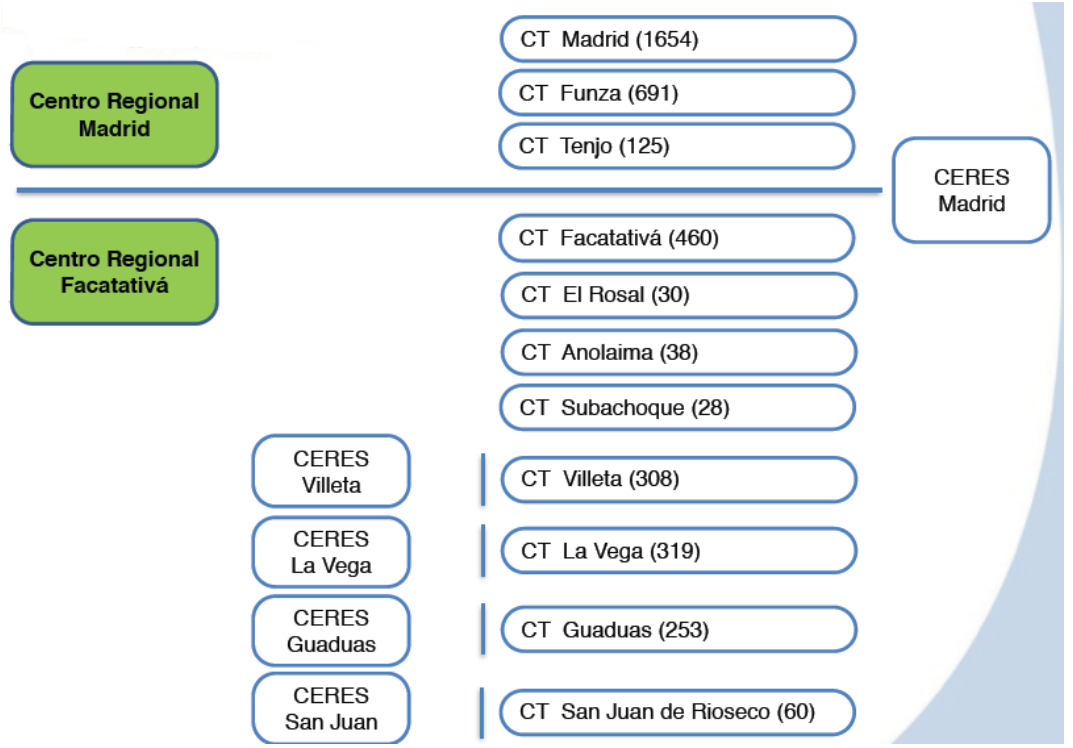 CT Madrid (1654)
Centro Regional
Madrid
CT Funza (691)
CT Tenjo (125)
CERES
Madrid
Centro Regional
Facatativá
CT Facatativá (460)
CT El Rosal (30)
CT Anolaima (38)
CT Subachoque (28)
CERES
Villeta
CT Villeta (308)
CERES
La Vega
CT La Vega (319)
CERES
Guaduas
CT Guaduas (253)
CERES
San Juan
CT San Juan de Rioseco (60)